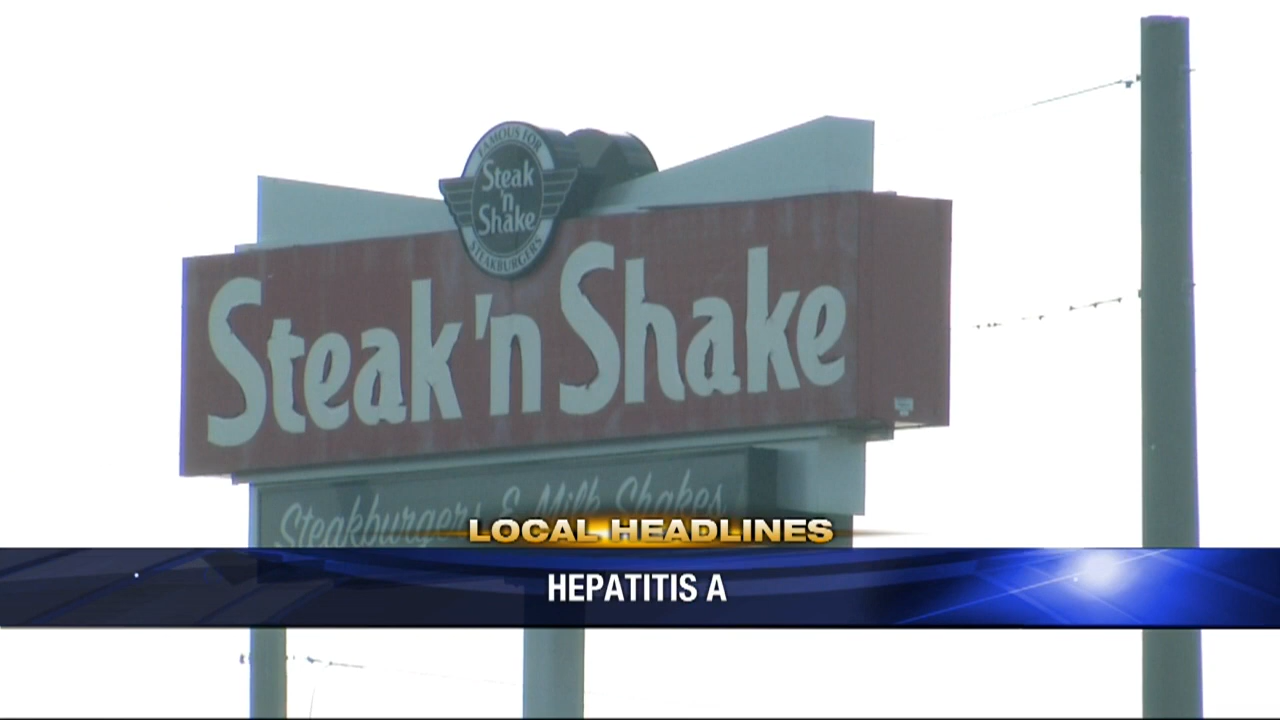 FAMOUS FOR
Steak
'n
Shake
STEAKBURGERS
Steak 'n Shake
Steakburgers & Milk Shakes
LOCAL HEADLINES
HEPATITIS A